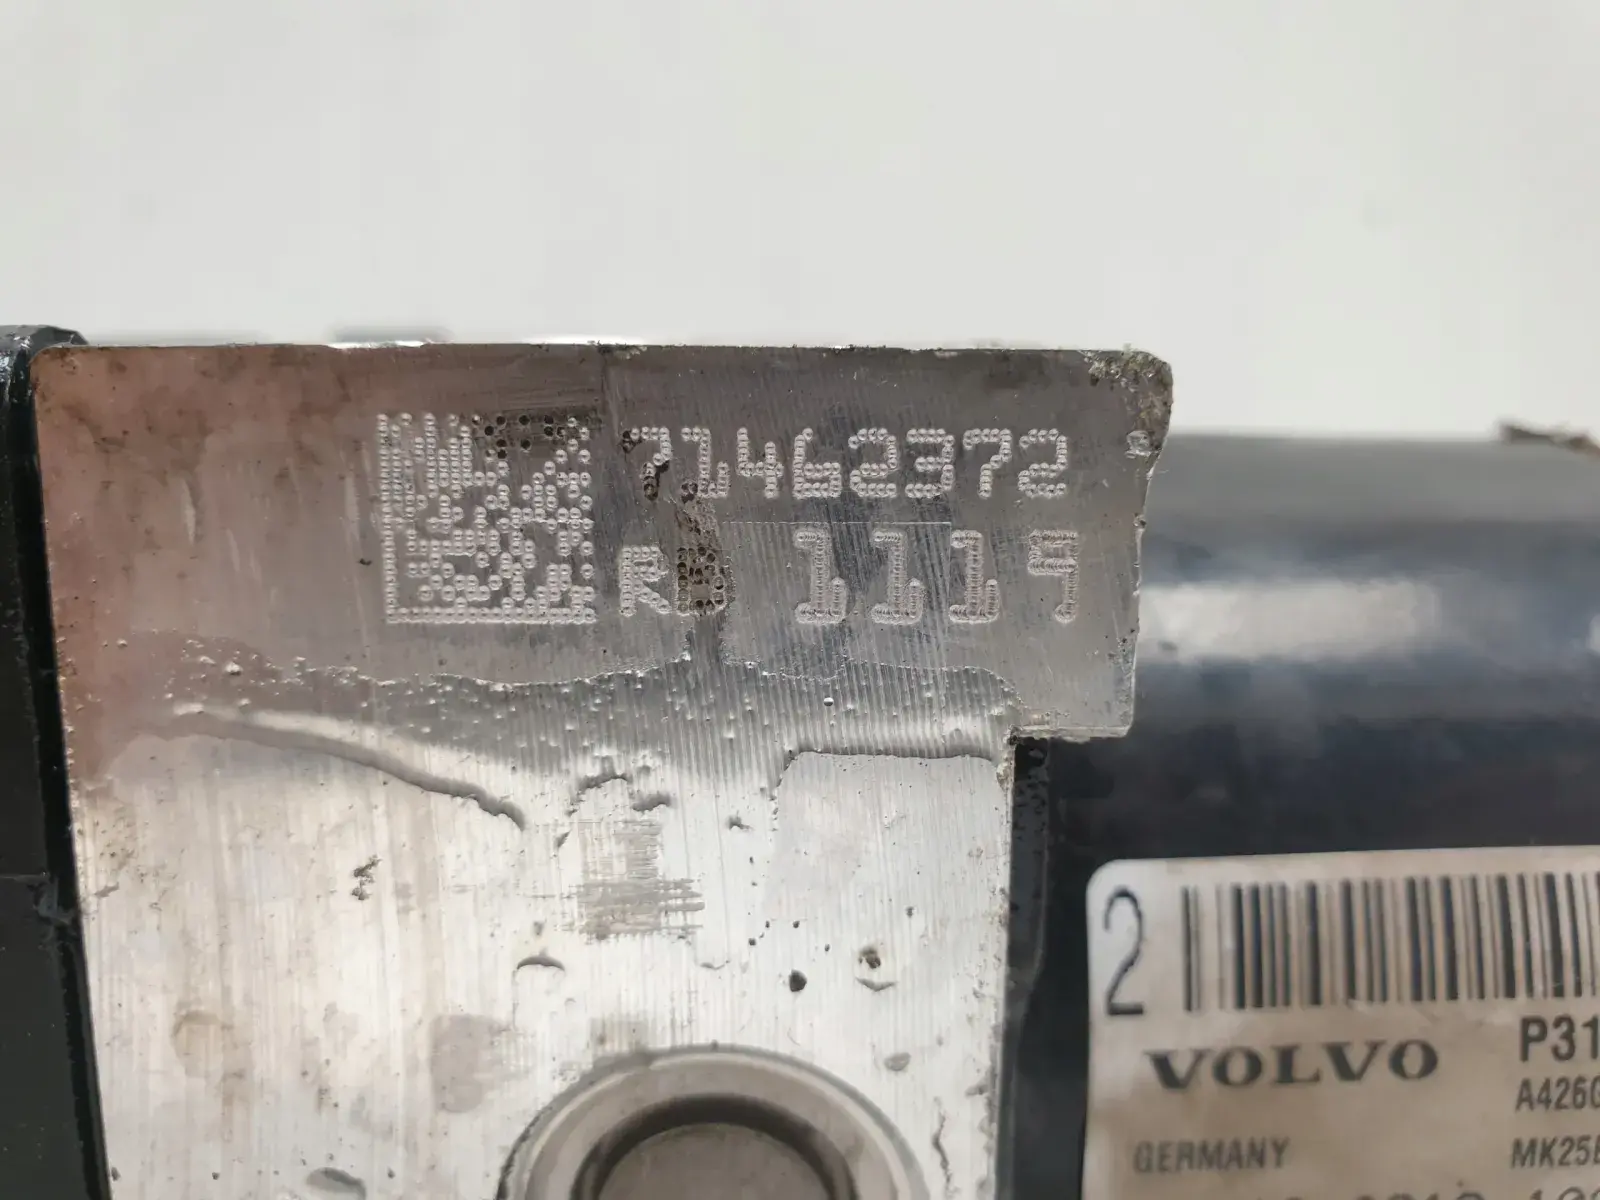 71462372
R 1119
2
VOLVO P31
A426
GERMANY MK25